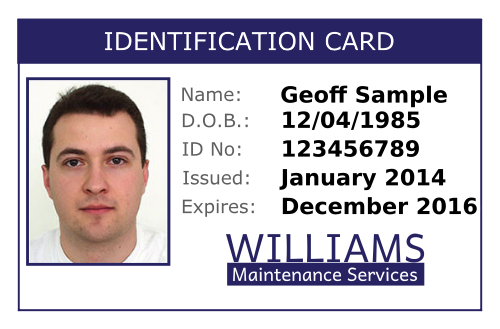 IDENTIFICATION CARD
Name: Geoff Sample
D.O.B.: 12/04/1985
ID No: 123456789
Issued: January 2014
Expires: December 2016
WILLIAMS
Maintenance Services